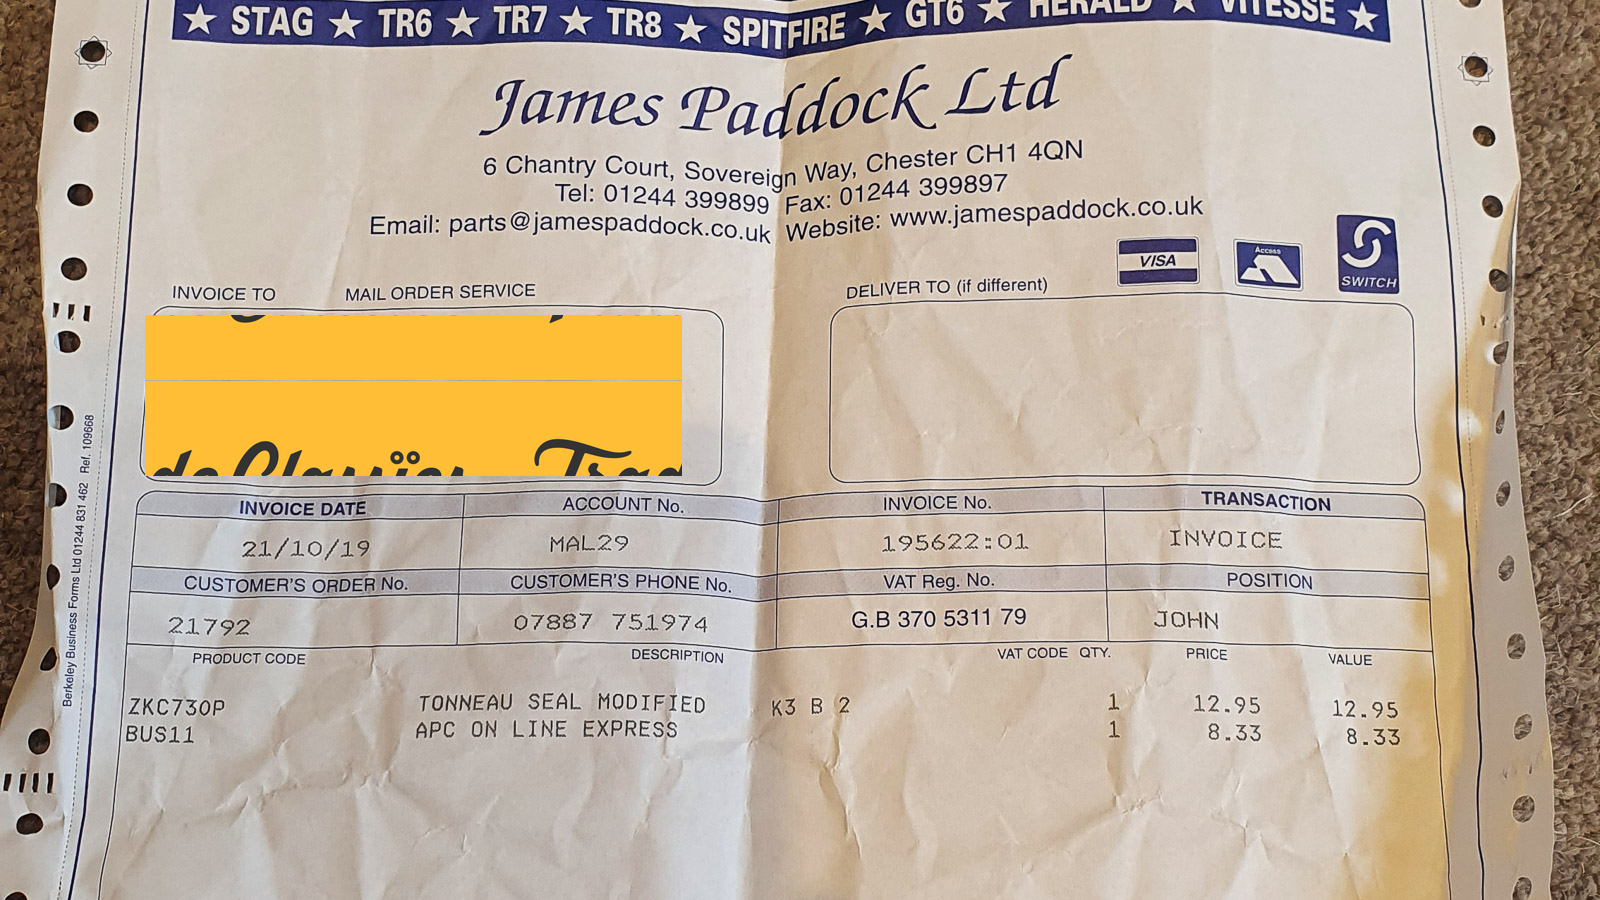 ★ STAG ★ TR6 ★ TR7 ★ TR8 ★ SPITFIRE ★ GT6 ★ HERALD ★ VITESSE ★
James Paddock Ltd
6 Chantry Court, Sovereign Way, Chester CH1 4QN
Tel: 01244 399899 Fax: 01244 399897
Email: parts@jamespaddock.co.uk Website: www.jamespaddock.co.uk
VISA
Access
SWITCH
INVOICE TO MAIL ORDER SERVICE
DELIVER TO (if different)
INVOICE DATE ACCOUNT No. INVOICE No. TRANSACTION
21/10/19 MAL29 195622:01 INVOICE
CUSTOMER'S ORDER No. CUSTOMER'S PHONE No. VAT Reg. No. POSITION
21792 07887 751974 G.B 370 5311 79 JOHN
PRODUCT CODE DESCRIPTION VAT CODE QTY. PRICE VALUE
ZKC730P TONNEAU SEAL MODIFIED K3 B 2 1 12.95 12.95
BUS11 APC ON LINE EXPRESS 1 8.33 8.33
Berkeley Business Forms Ltd 01244 831 462 Ref. 109668